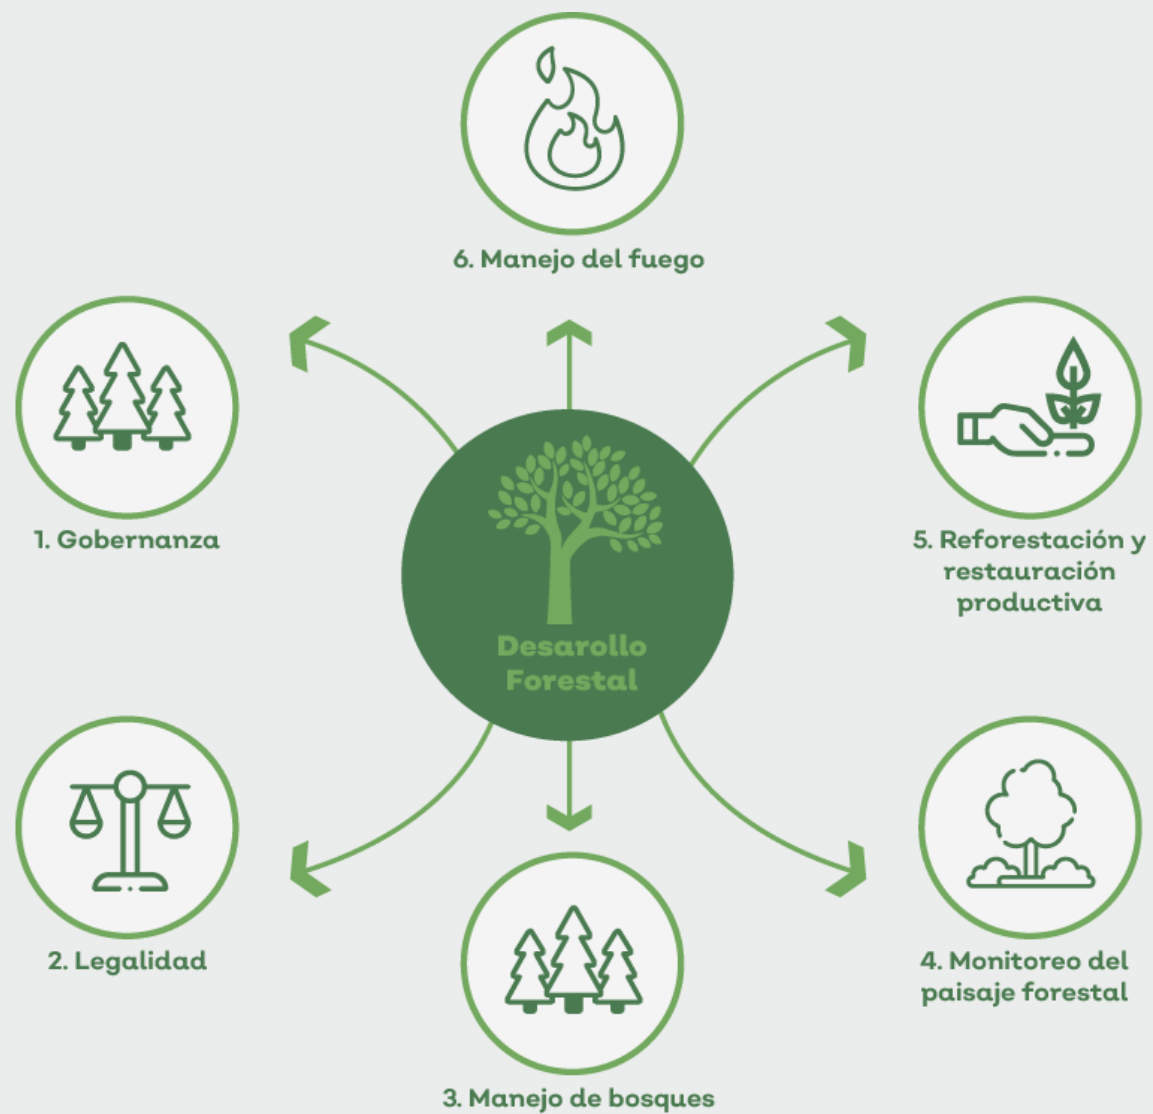 6. Manejo del fuego
1. Gobernanza
5. Reforestación y
restauración
productiva
Desarollo
Forestal
2. Legalidad
4. Monitoreo del
paisaje forestal
3. Manejo de bosques